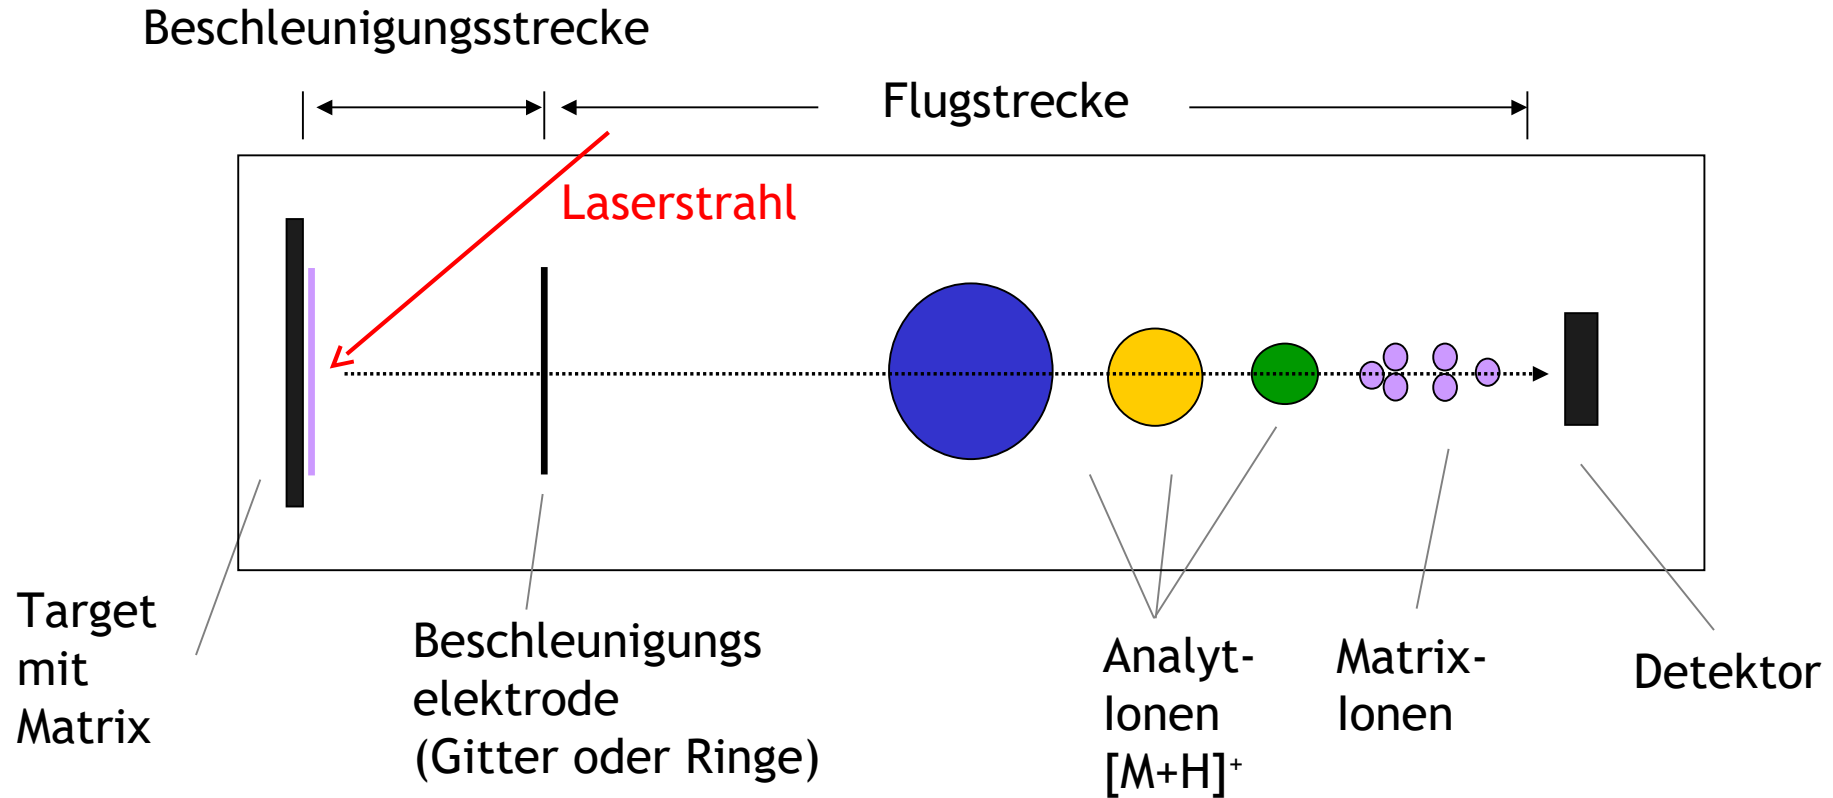 Beschleunigungsstrecke
Flugstrecke
Laserstrahl
Target
mit
Matrix
Beschleunigungs
elektrode
(Gitter oder Ringe)
Analyt-
Ionen
[M+H]⁺
Matrix-
Ionen
Detektor